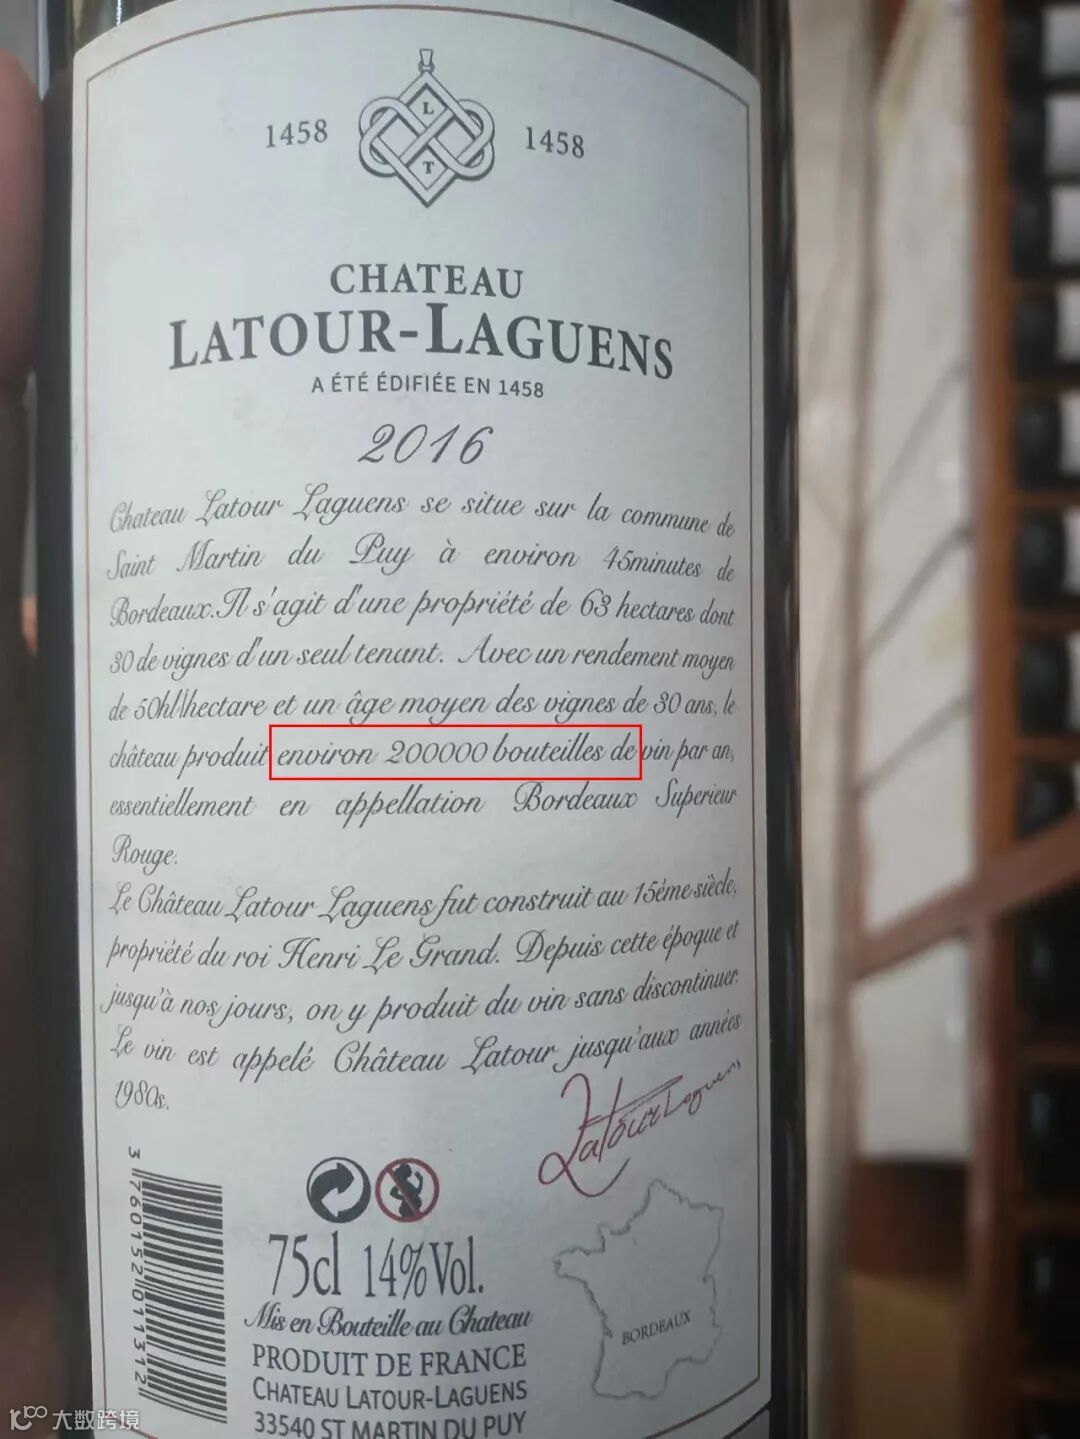 1458 L T 1458
CHATEAU
LATOUR-LAGUENS
A ÉTÉ ÉDIFIÉE EN 1458
2016
Chateau Latour Laguens se situe sur la commune de
Saint Martin du Puy à environ 45minutes de
Bordeaux.Il s'agit d'une propriété de 63 hectares dont
30 de vignes d'un seul tenant. Avec un rendement moyen
de 50hl\hectare et un âge moyen des vignes de 30 ans, le
château produit environ 200000 bouteilles de vin par an,
essentiellement en appellation Bordeaux Superieur
Rouge.
Le Château Latour Laguens fut construit au 15éme siècle,
propriété du roi Henri Le Grand. Depuis cette époque et
jusqu'à nos jours, on y produit du vin sans discontinuer.
Le vin est appelé Château Latour jusqu'aux années
1980s.
Latour Laguens
3 760152 011312
75cl 14%Vol.
Mis en Bouteille au Chateau
PRODUIT DE FRANCE
CHATEAU LATOUR-LAGUENS
33540 ST MARTIN DU PUY
BORDEAUX
大数跨境